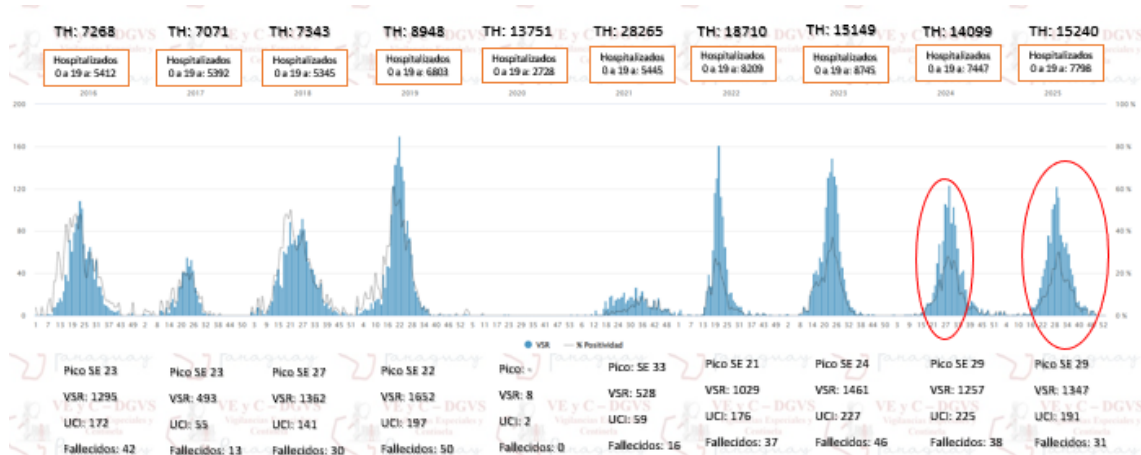 TH: 7268 TH: 7071 TH: 7343 TH: 8948 TH: 13751 TH: 28265 TH: 18710 TH: 15149 TH: 14099 TH: 15240
Hospitalizados Hospitalizados Hospitalizados Hospitalizados Hospitalizados Hospitalizados Hospitalizados Hospitalizados Hospitalizados Hospitalizados
0 a 19 a: 5412 0 a 19 a: 5392 0 a 19 a: 5345 0 a 19 a: 6803 0 a 19 a: 2728 0 a 19 a: 5445 0 a 19 a: 8209 0 a 19 a: 8745 0 a 19 a: 7447 0 a 19 a: 7798
2016 2017 2018 2019 2020 2021 2022 2023 2024 2025
200 100 %
160 80 %
120 60 %
80 40 %
40 20 %
0 0 %
VSR % Positividad
Pico SE 23 Pico SE 23 Pico SE 27 Pico SE 22 Pico: - Pico: SE 33 Pico SE 21 Pico SE 24 Pico SE 29 Pico SE 29
VSR: 1295 VSR: 493 VSR: 1362 VSR: 1652 VSR: 8 VSR: 528 VSR: 1029 VSR: 1461 VSR: 1257 VSR: 1347
UCI: 172 UCI: 55 UCI: 141 UCI: 197 UCI: 2 UCI: 59 UCI: 176 UCI: 227 UCI: 225 UCI: 191
Fallecidos: 42 Fallecidos: 13 Fallecidos: 30 Fallecidos: 50 Fallecidos: 0 Fallecidos: 16 Fallecidos: 37 Fallecidos: 46 Fallecidos: 38 Fallecidos: 31